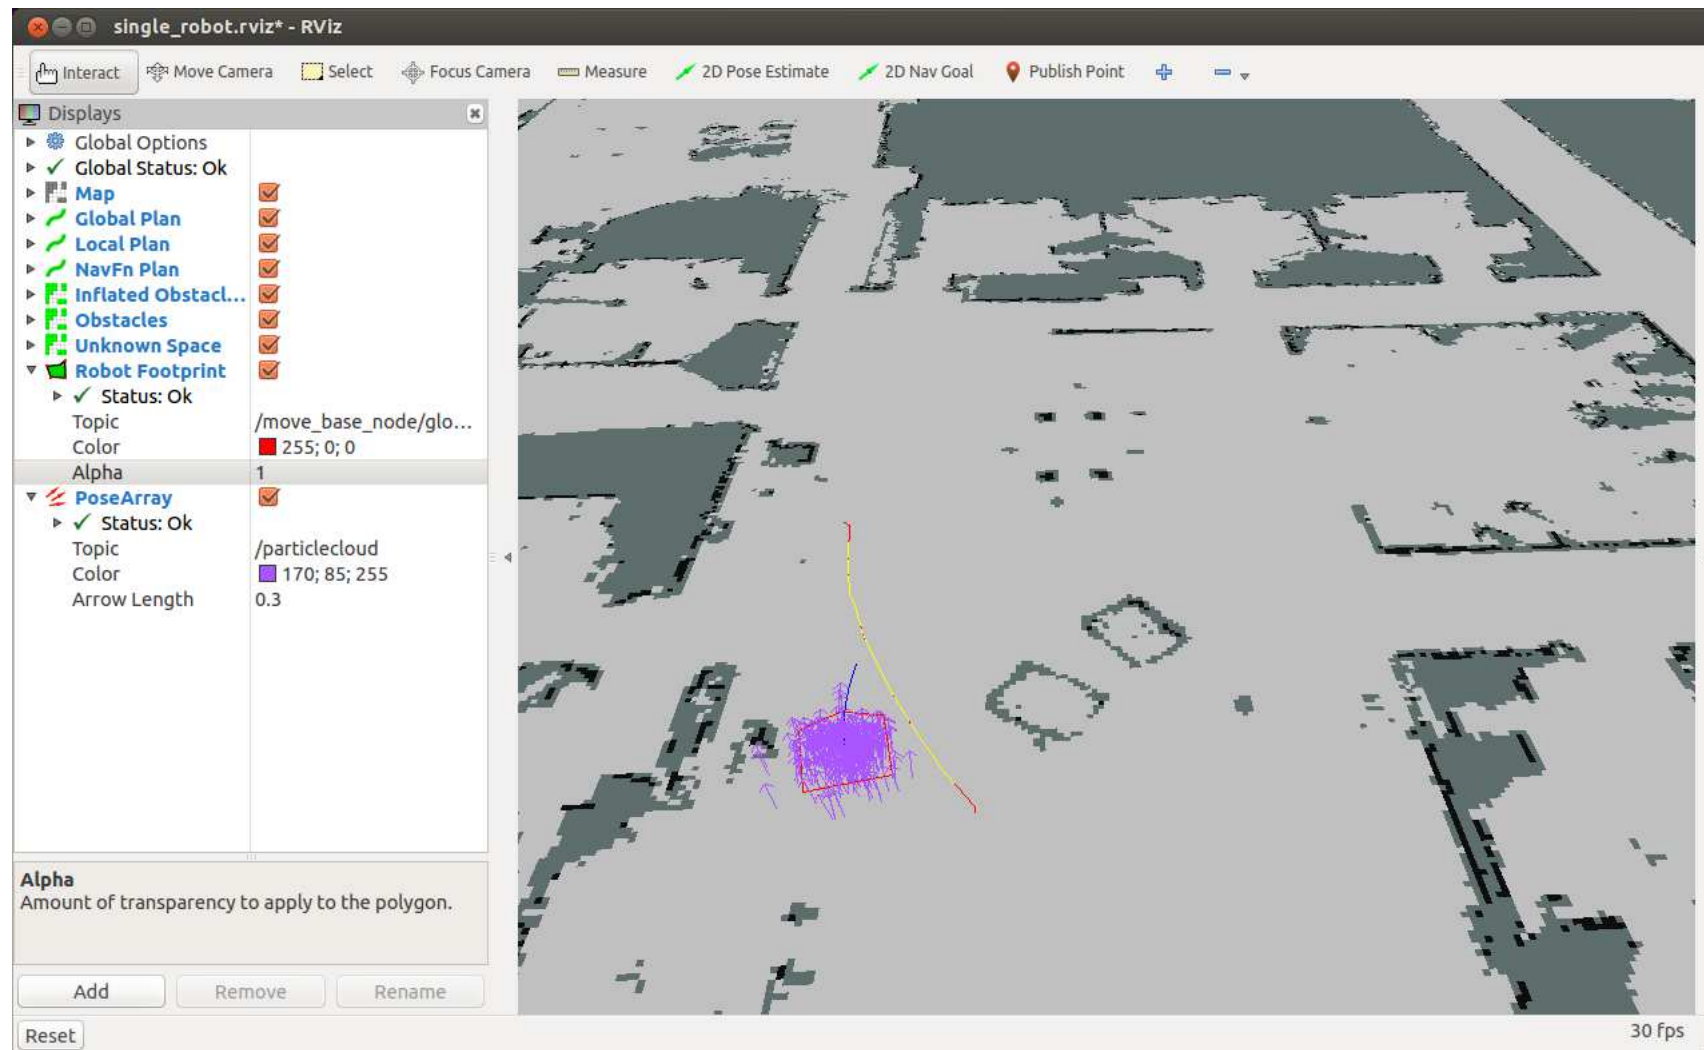 single_robot.rviz* - RViz
Interact Move Camera Select Focus Camera Measure 2D Pose Estimate 2D Nav Goal Publish Point
Displays
Global Options
Global Status: Ok
Map
Global Plan
Local Plan
NavFn Plan
Inflated Obstacl...
Obstacles
Unknown Space
Robot Footprint
Status: Ok
Topic /move_base_node/glo...
Color 255; 0; 0
Alpha 1
PoseArray
Status: Ok
Topic /particlecloud
Color 170; 85; 255
Arrow Length 0.3
Alpha
Amount of transparency to apply to the polygon.
Add Remove Rename
Reset 30 fps